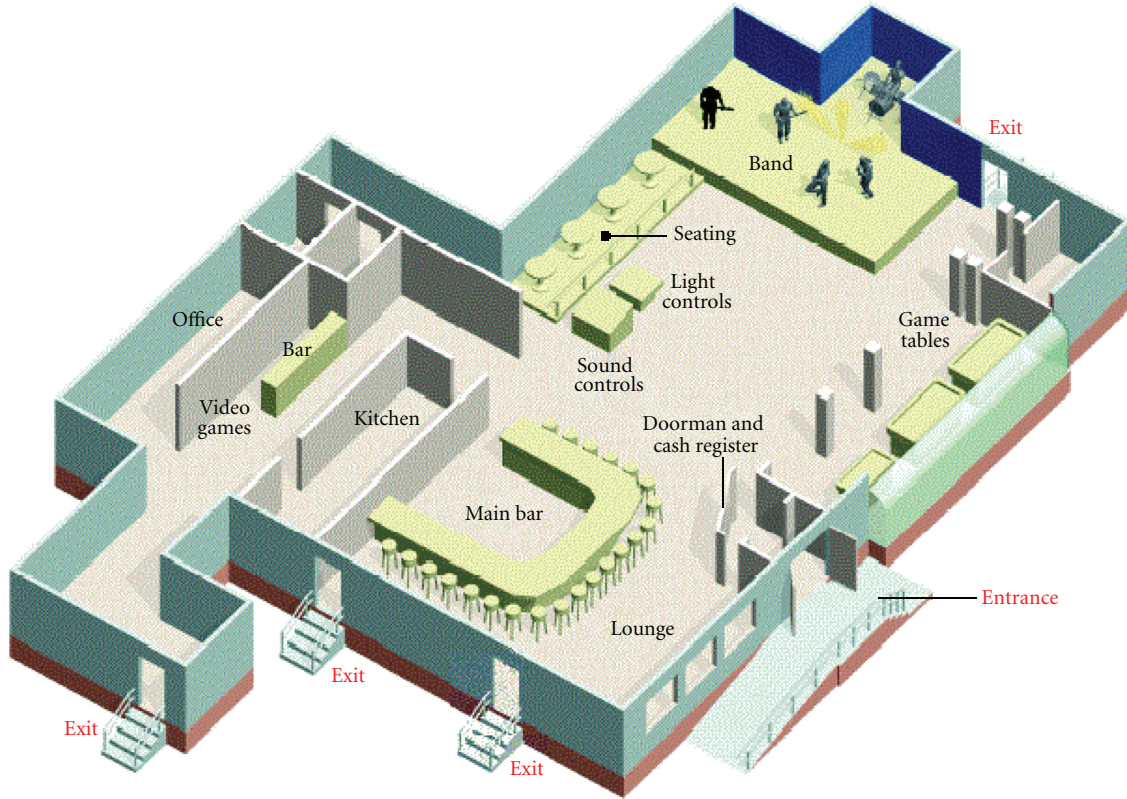 Exit
Band
Seating
Light
controls
Office
Bar
Game
tables
Sound
controls
Video
games
Kitchen
Doorman and
cash register
Main bar
Entrance
Lounge
Exit
Exit
Exit